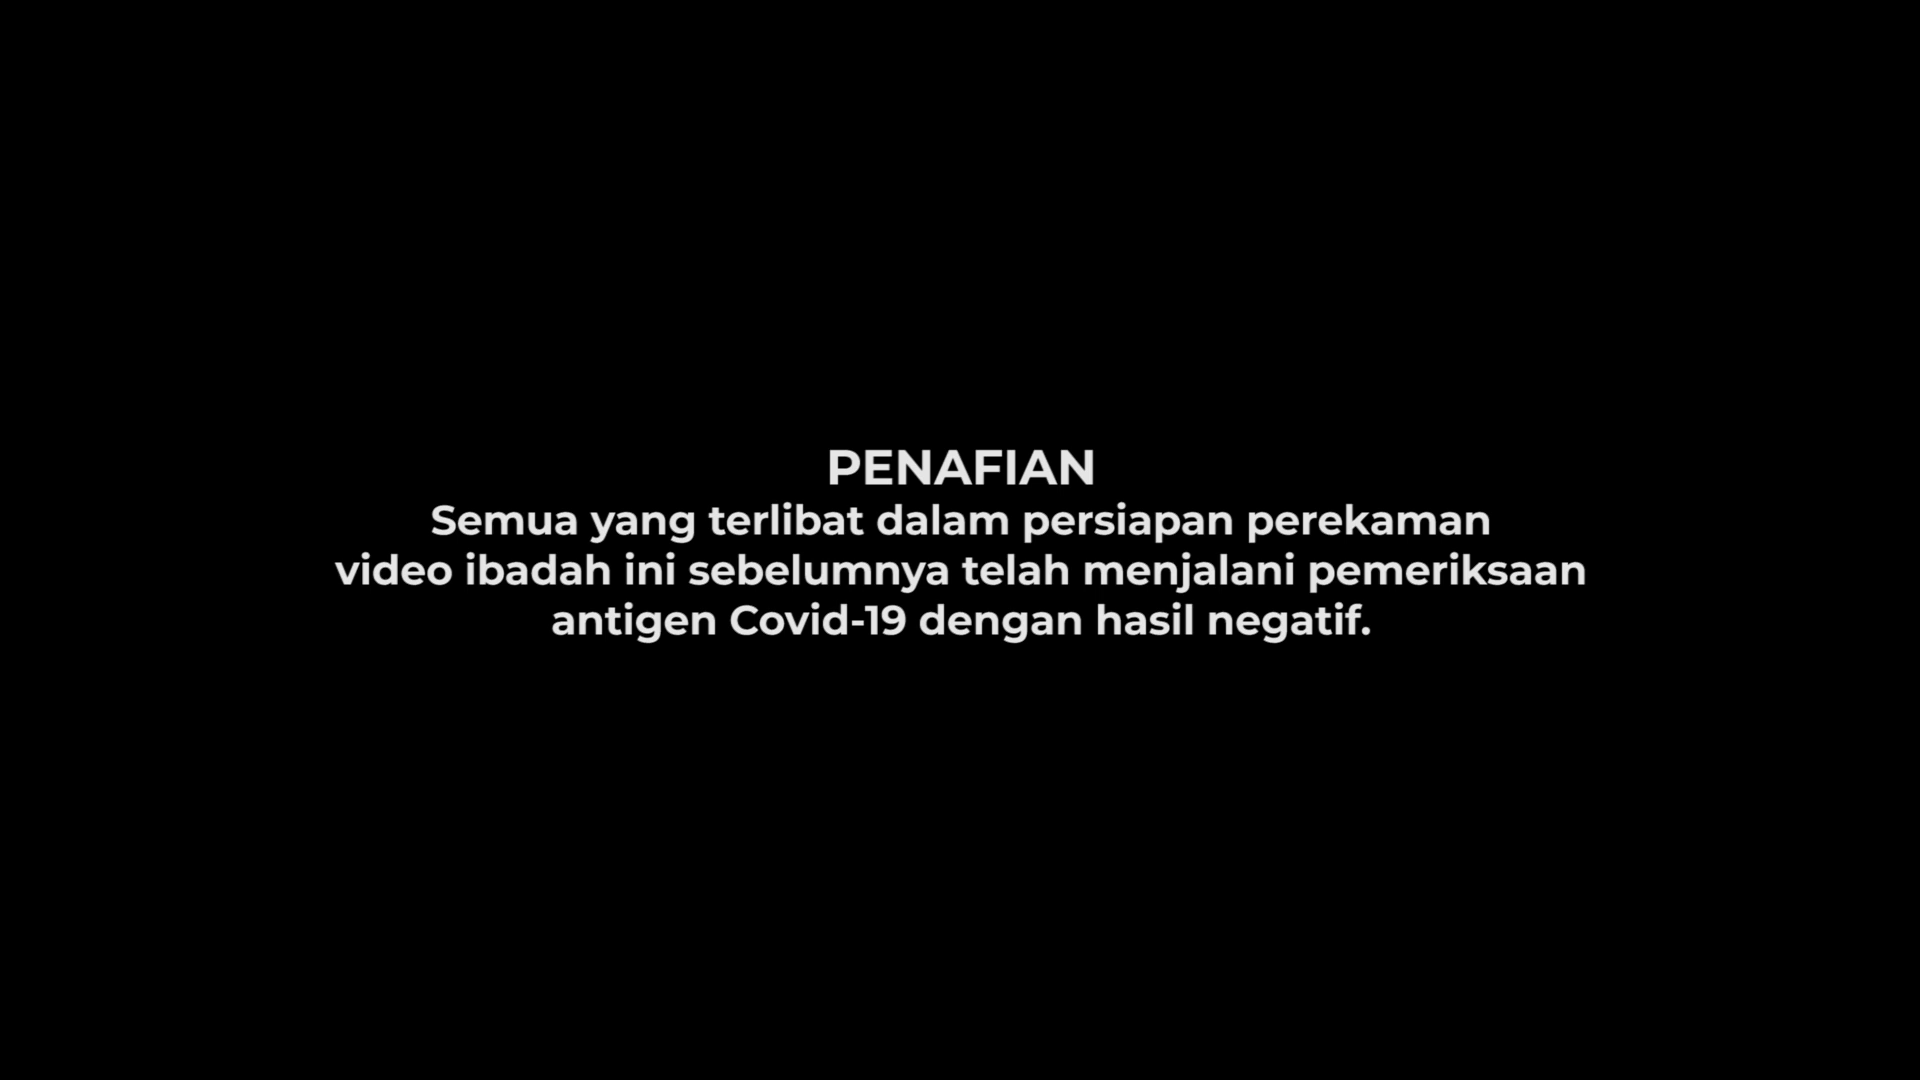 PENAFIAN
Semua yang terlibat dalam persiapan perekaman
video ibadah ini sebelumnya telah menjalani pemeriksaan
antigen Covid-19 dengan hasil negatif.